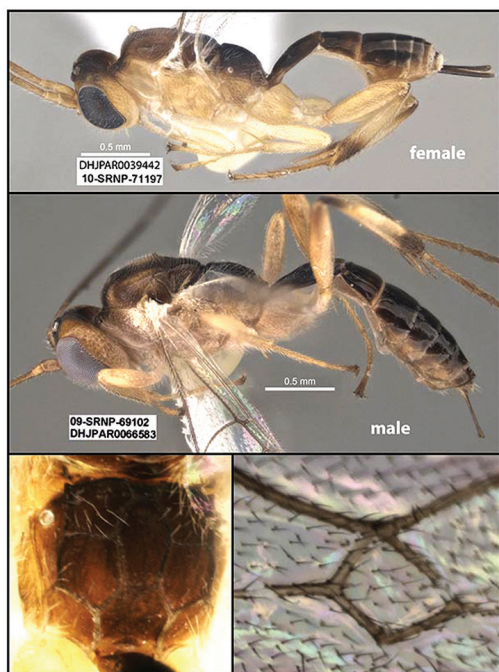 0.5 mm
DHJPAR0039442
10-SRNP-71197
female
0.5 mm
09-SRNP-69102
DHJPAR0066583
male